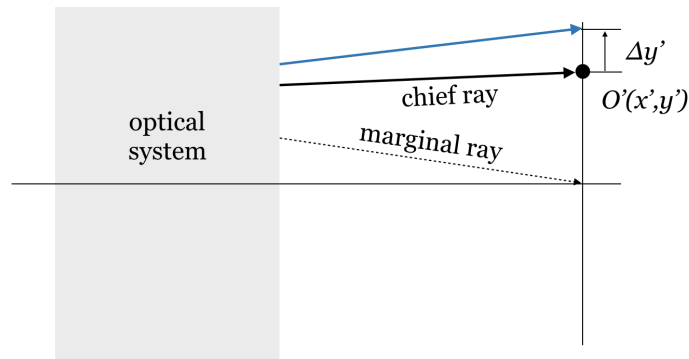 Δy’
chief ray
O’(x’,y’)
optical
system
marginal ray